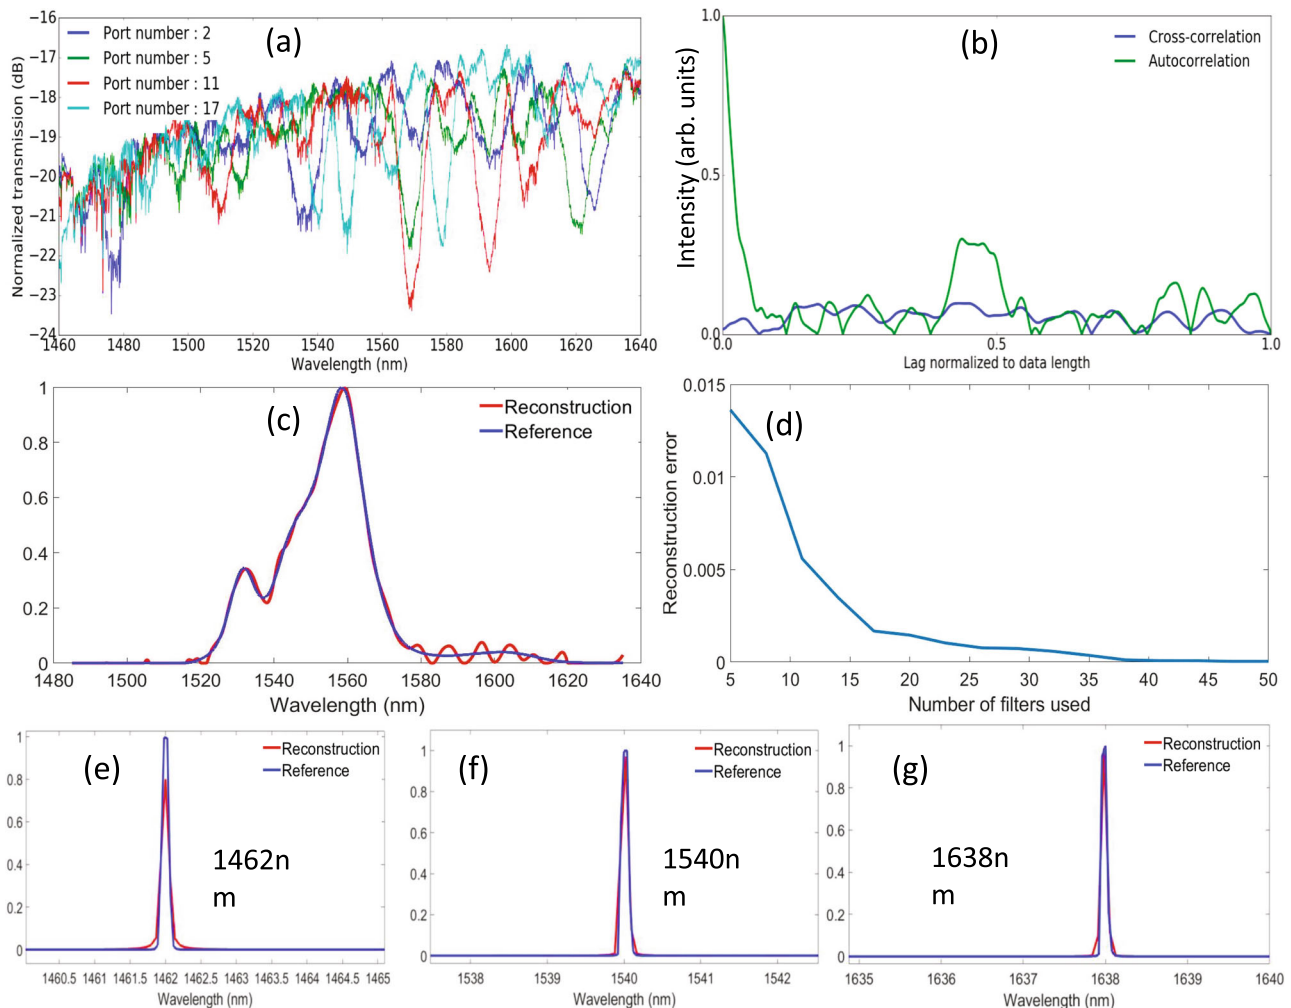 (a)
Port number : 2
Port number : 5
Port number : 11
Port number : 17
Normalized transmission (dB)
−16
−17
−18
−19
−20
−21
−22
−23
−24
1460 1480 1500 1520 1540 1560 1580 1600 1620 1640
Wavelength (nm)
(b)
Cross-correlation
Autocorrelation
Intensity (arb. units)
1.0
0.5
0.0
0.0 0.5 1.0
Lag normalized to data length
(c)
Reconstruction
Reference
1
0.8
0.6
0.4
0.2
0
1480 1500 1520 1540 1560 1580 1600 1620 1640
Wavelength (nm)
(d)
Reconstruction error
0.015
0.01
0.005
0
5 10 15 20 25 30 35 40 45 50
Number of filters used
(e)
Reconstruction
Reference
1462n
m
1
0.8
0.6
0.4
0.2
0
1460.5 1461 1461.5 1462 1462.5 1463 1463.5 1464 1464.5 1465
Wavelength (nm)
(f)
Reconstruction
Reference
1540n
m
1
0.8
0.6
0.4
0.2
0
1538 1539 1540 1541 1542
Wavelength (nm)
(g)
Reconstruction
Reference
1638n
m
1
0.8
0.6
0.4
0.2
0
1635 1636 1637 1638 1639 1640
Wavelength (nm)